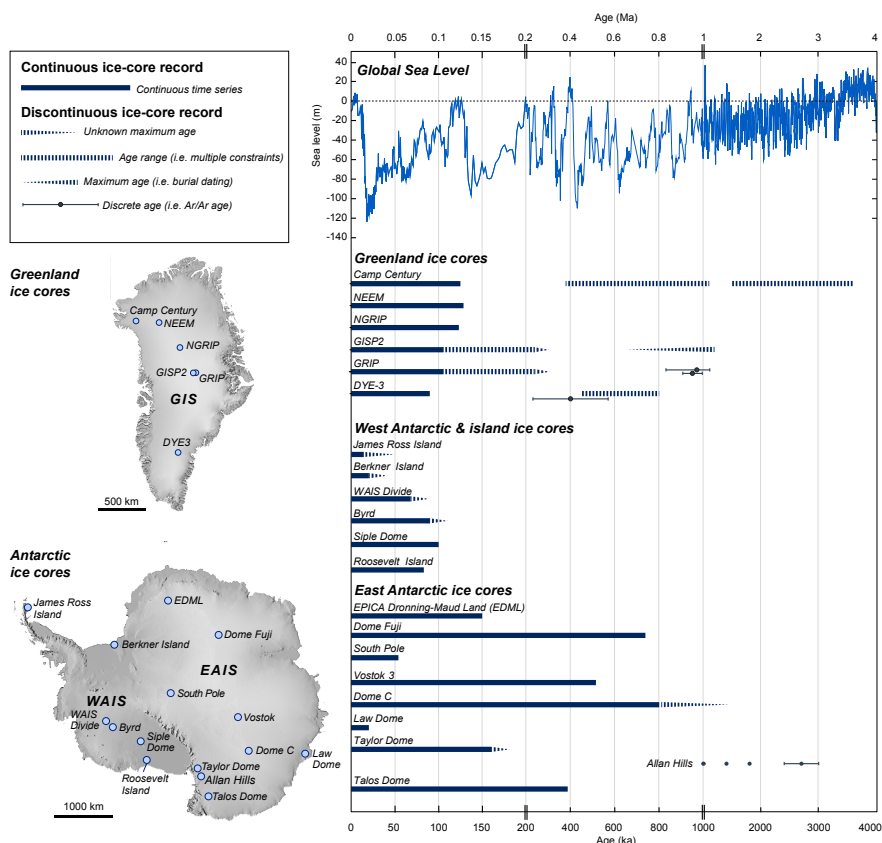 Continuous ice-core record
Continuous time series
Discontinuous ice-core record
Unknown maximum age
Age range (i.e. multiple constraints)
Maximum age (i.e. burial dating)
Discrete age (i.e. Ar/Ar age)
Age (Ma)
0 0.05 0.1 0.15 0.2 0.4 0.6 0.8 1 2 3 4
Global Sea Level
Sea level (m)
40
20
0
-20
-40
-60
-80
-100
-120
-140
Greenland
ice cores
Camp Century
NEEM
NGRIP
GISP2
GRIP
GIS
DYE3
500 km
Greenland ice cores
Camp Century
NEEM
NGRIP
GISP2
GRIP
DYE-3
West Antarctic & island ice cores
James Ross Island
Berkner Island
WAIS Divide
Byrd
Siple Dome
Roosevelt Island
Antarctic
ice cores
James Ross
Island
EDML
Dome Fuji
Berkner Island
EAIS
South Pole
WAIS
WAIS
Divide
Byrd
Vostok
Siple
Dome
Dome C
Law
Dome
Roosevelt
Island
Taylor Dome
Allan Hills
Talos Dome
1000 km
East Antarctic ice cores
EPICA Dronning-Maud Land (EDML)
Dome Fuji
South Pole
Vostok 3
Dome C
Law Dome
Taylor Dome
Allan Hills
Talos Dome
0 50 100 150 200 400 600 800 1000 2000 3000 4000
Age (ka)